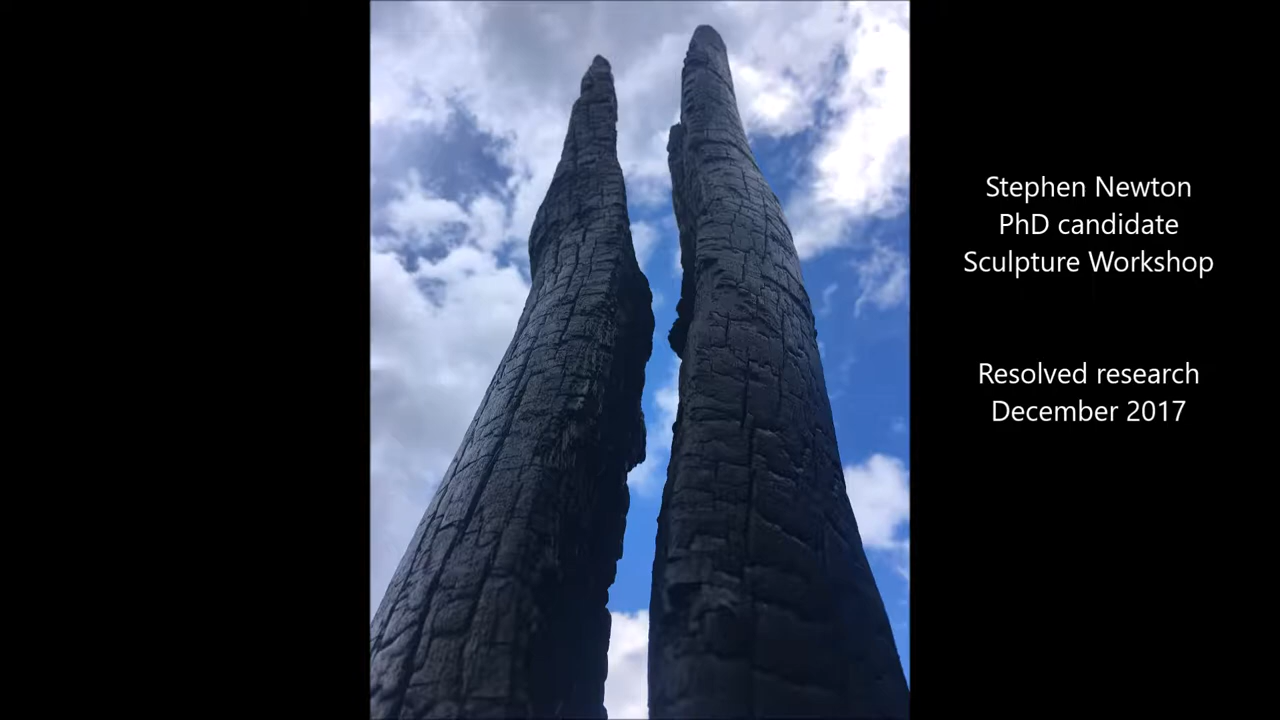 Stephen Newton
PhD candidate
Sculpture Workshop
Resolved research
December 2017